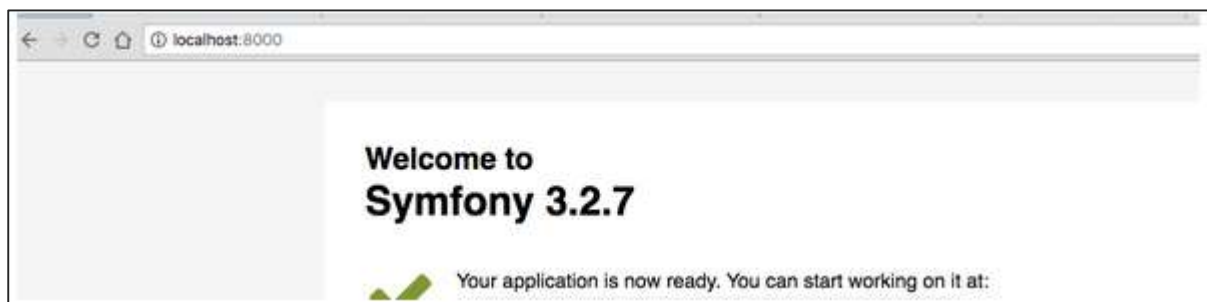 localhost:8000
Welcome to
Symfony 3.2.7
Your application is now ready. You can start working on it at: